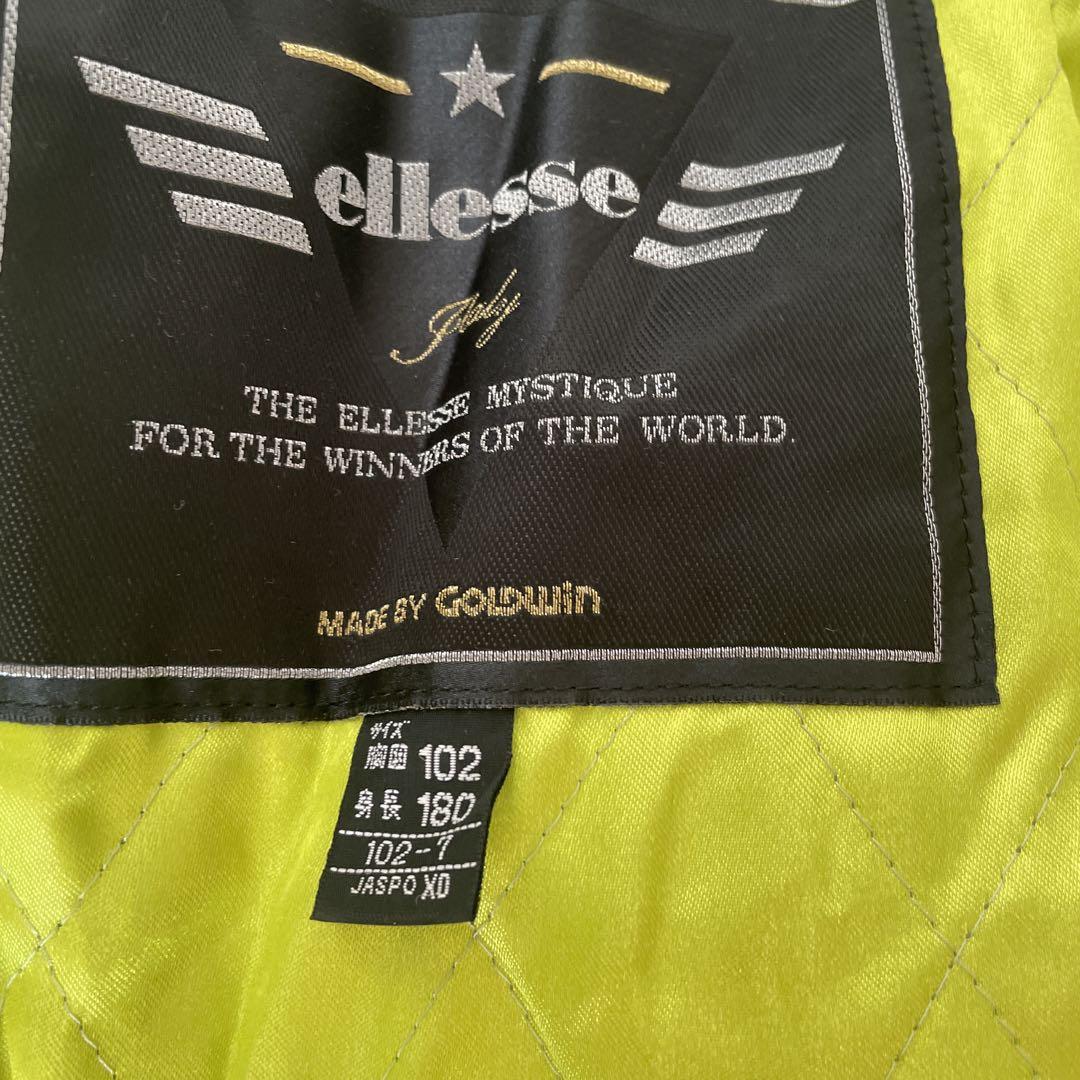 ellesse
Italy
THE ELLESSE MYSTIQUE
FOR THE WINNERS OF THE WORLD.
MADE BY GOLDWIN
サイズ
胸囲 102
身長 180
102-7
JASPO XO